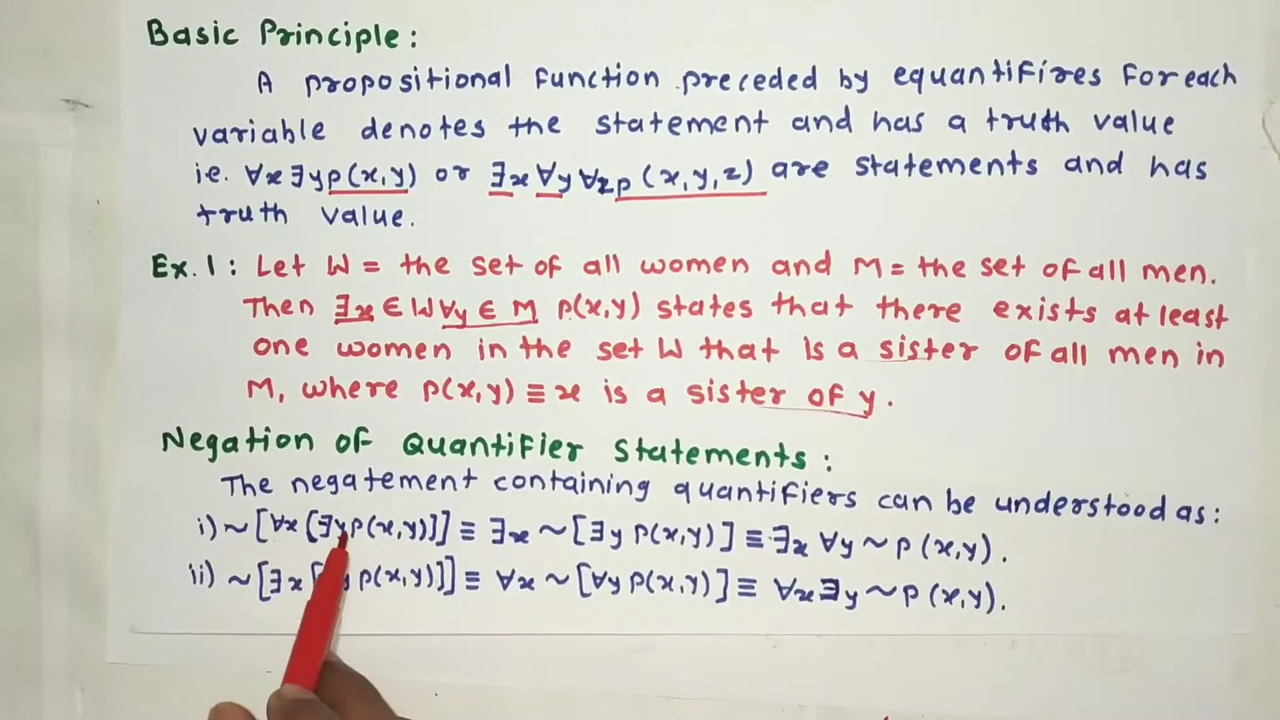 Basic Principle:
A propositional function preceded by equantifires for each
variable denotes the statement and has a truth value
ie. ∀x ∃y p(x,y) or ∃x ∀y ∀z p (x,y,z) are statements and has
truth value.
Ex.1: Let W = the set of all women and M = the set of all men.
Then ∃x ∈ W ∀y ∈ M p(x,y) states that there exists at least
one women in the set W that is a sister of all men in
M, where p(x,y) ≡ x is a sister of y.
Negation of Quantifier Statements:
The negatement containing quantifiers can be understood as:
i) ~[∀x [∃y p(x,y)]] ≡ ∃x ~[∃y p(x,y)] ≡ ∃x ∀y ~ p (x,y).
ii) ~[∃x [ y p(x,y)]] ≡ ∀x ~[∀y p(x,y)] ≡ ∀x ∃y ~ p (x,y).